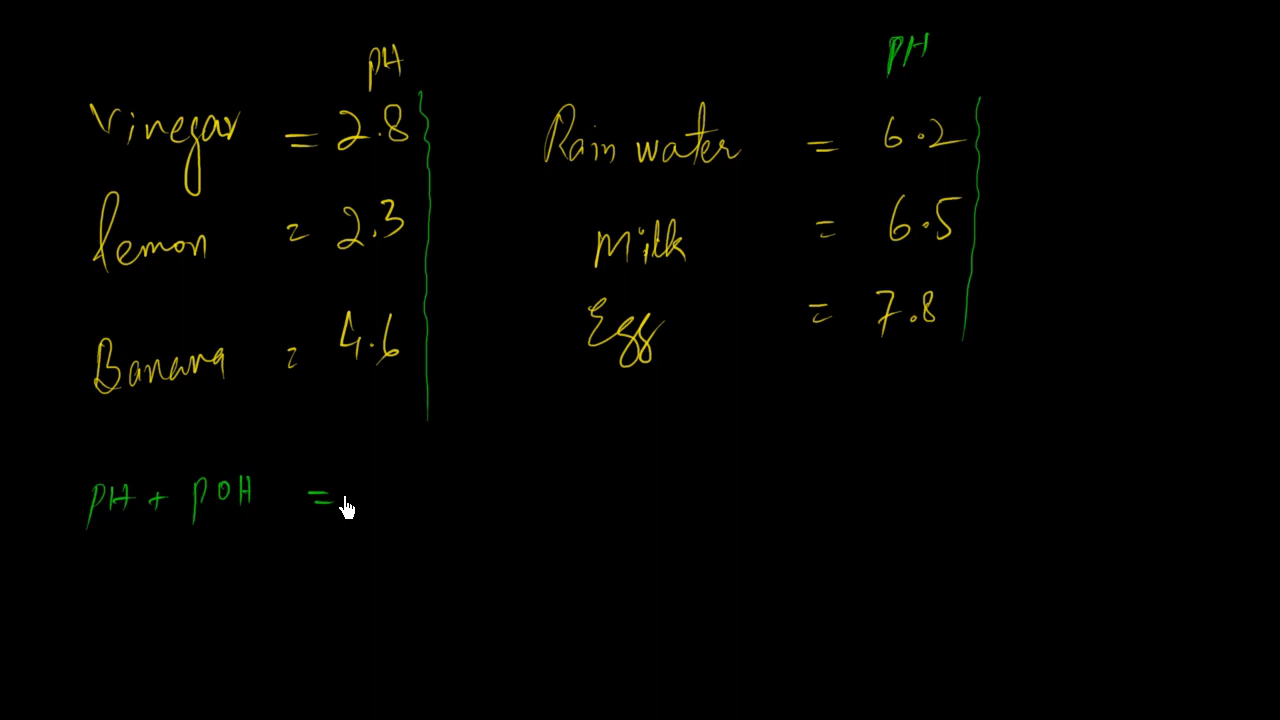 pH
Vinegar = 2.8
lemon = 2.3
Banana = 4.6
pH
Rain water = 6.2
Milk = 6.5
Egg = 7.8
pH + pOH =